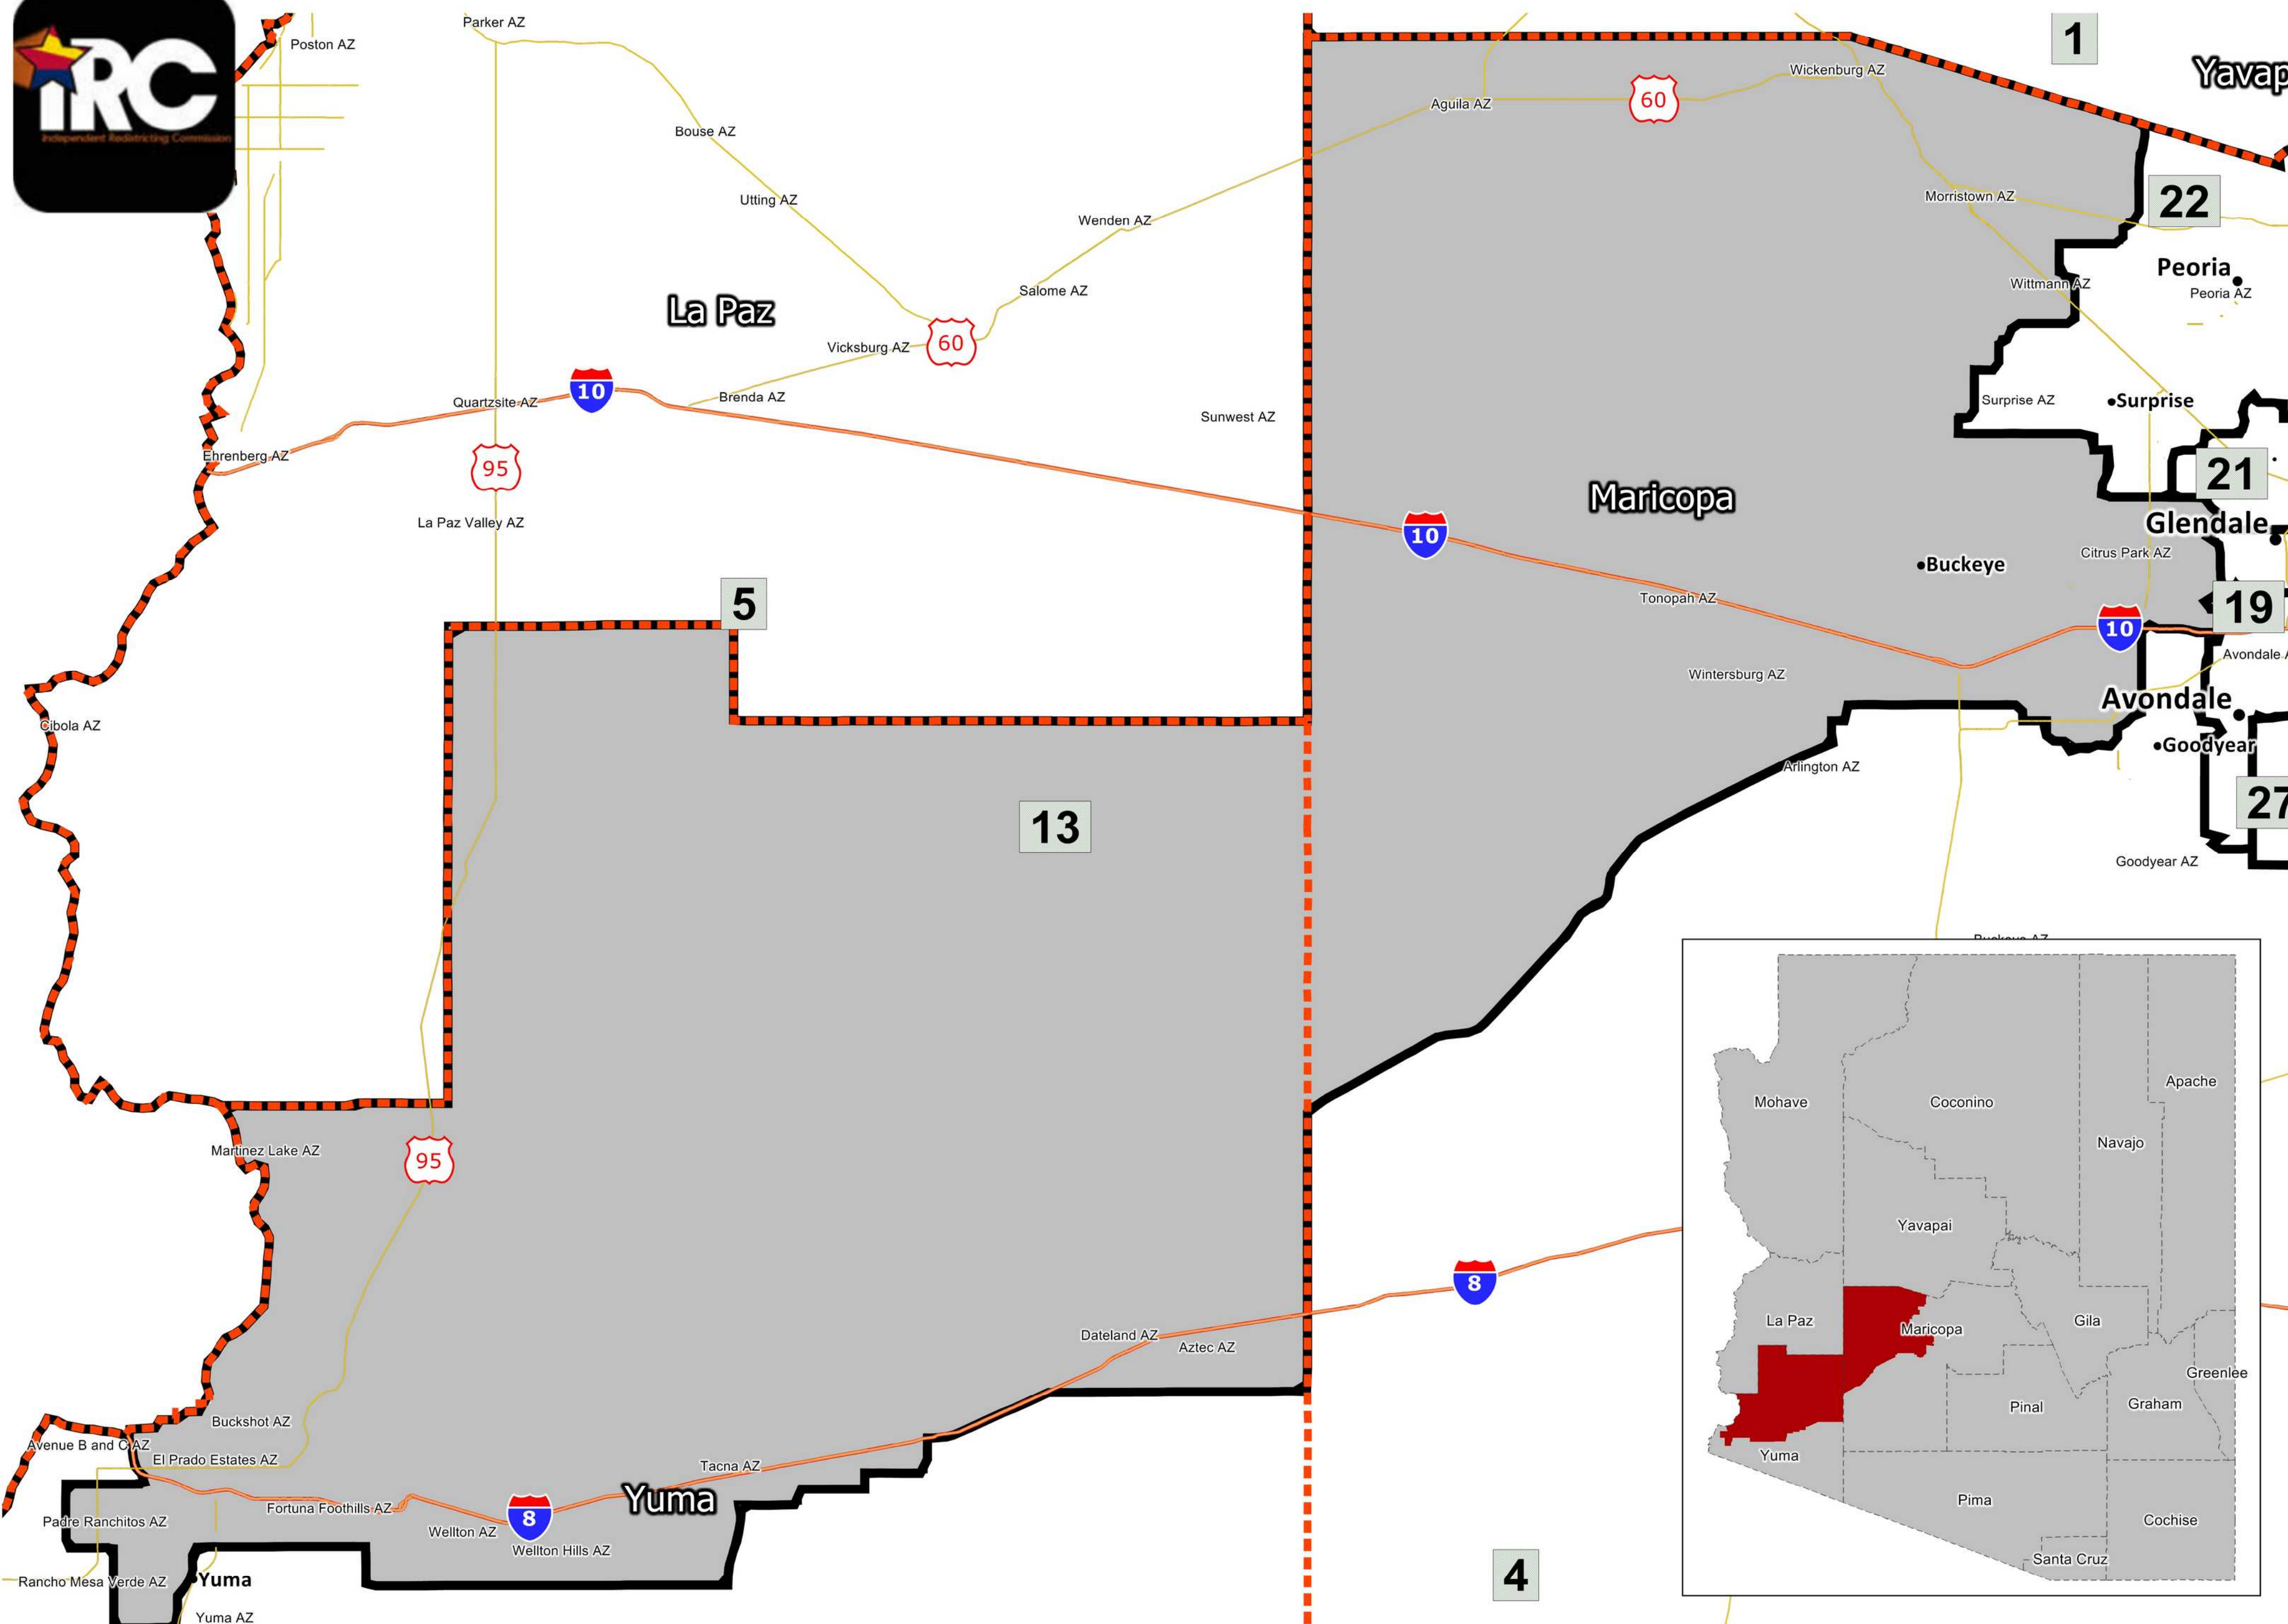 Parker AZ
Poston AZ
1
iRC
Independent Redistricting Commission
Wickenburg AZ
60
Aguila AZ
Bouse AZ
Utting AZ
Morristown AZ
22
Wenden AZ
Peoria
Wittmann AZ
Peoria AZ
Salome AZ
La Paz
60
Vicksburg AZ
10
Brenda AZ
Quartzsite AZ
Surprise AZ
Surprise
Sunwest AZ
Ehrenberg AZ
95
21
Maricopa
La Paz Valley AZ
Glendale
10
Citrus Park AZ
Buckeye
Tonopah AZ
5
19
10
Avondale
Wintersburg AZ
Avondale
Cibola AZ
Goodyear
Arlington AZ
27
13
Goodyear AZ
Martinez Lake AZ
95
8
Dateland AZ
Aztec AZ
Buckshot AZ
Avenue B and C AZ
El Prado Estates AZ
Tacna AZ
Yuma
Fortuna Foothills AZ
8
Padre Ranchitos AZ
Wellton AZ
Wellton Hills AZ
Rancho Mesa Verde AZ
Yuma
4
Yuma AZ
Apache
Mohave
Coconino
Navajo
Yavapai
La Paz
Maricopa
Gila
Greenlee
Pinal
Graham
Yuma
Pima
Cochise
Santa Cruz